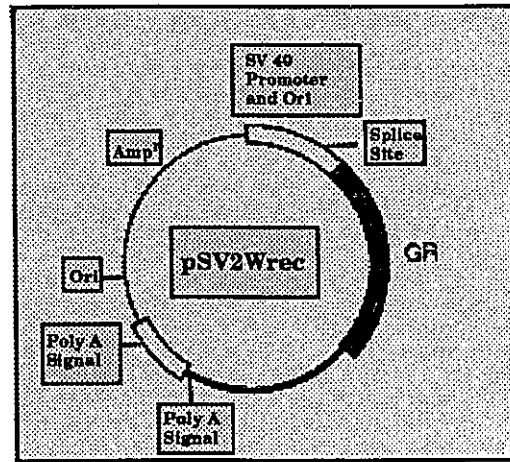 SV 40
Promoter
and Ori
Splice
Site
Amp^r
GR
pSV2Wrec
Ori
Poly A
Signal
Poly A
Signal